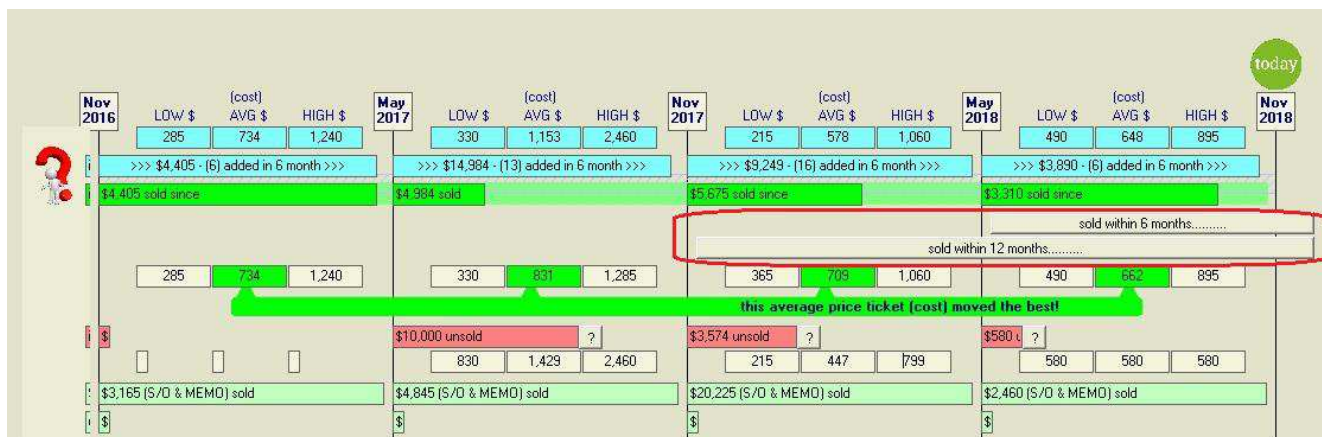 today
Nov 2016 LOW $ (cost) AVG $ HIGH $ May 2017 LOW $ (cost) AVG $ HIGH $ Nov 2017 LOW $ (cost) AVG $ HIGH $ May 2018 LOW $ (cost) AVG $ HIGH $ Nov 2018
285 734 1,240 330 1,153 2,460 215 578 1,060 490 648 895
>>> $4,405 - (6) added in 6 month >>> >>> $14,984 - (13) added in 6 month >>> >>> $9,249 - (16) added in 6 month >>> >>> $3,890 - (6) added in 6 month >>>
$4,405 sold since $4,984 sold $5,675 sold since $3,310 sold since
sold within 6 months..........
sold within 12 months..........
285 734 1,240 330 831 1,285 365 709 1,060 490 662 895
this average price ticket (cost) moved the best!
$ $10,000 unsold ? $3,574 unsold ? $580 ?
830 1,429 2,460 215 447 799 580 580 580
$3,165 (S/O & MEMO) sold $4,845 (S/O & MEMO) sold $20,225 (S/O & MEMO) sold $2,460 (S/O & MEMO) sold
$ $ $ $